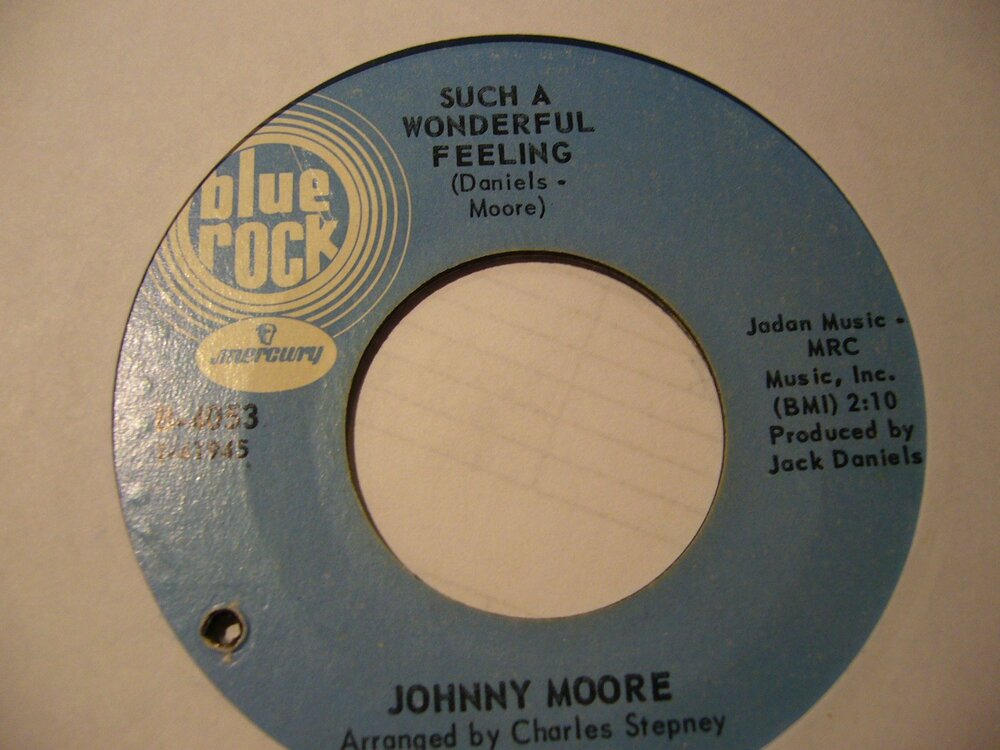 SUCH A
WONDERFUL
FEELING
(Daniels -
Moore)
blue
rock
mercury
Jadan Music -
MRC
Music, Inc.
(BMI) 2:10
Produced by
Jack Daniels
JOHNNY MOORE
Arranged by Charles Stepney